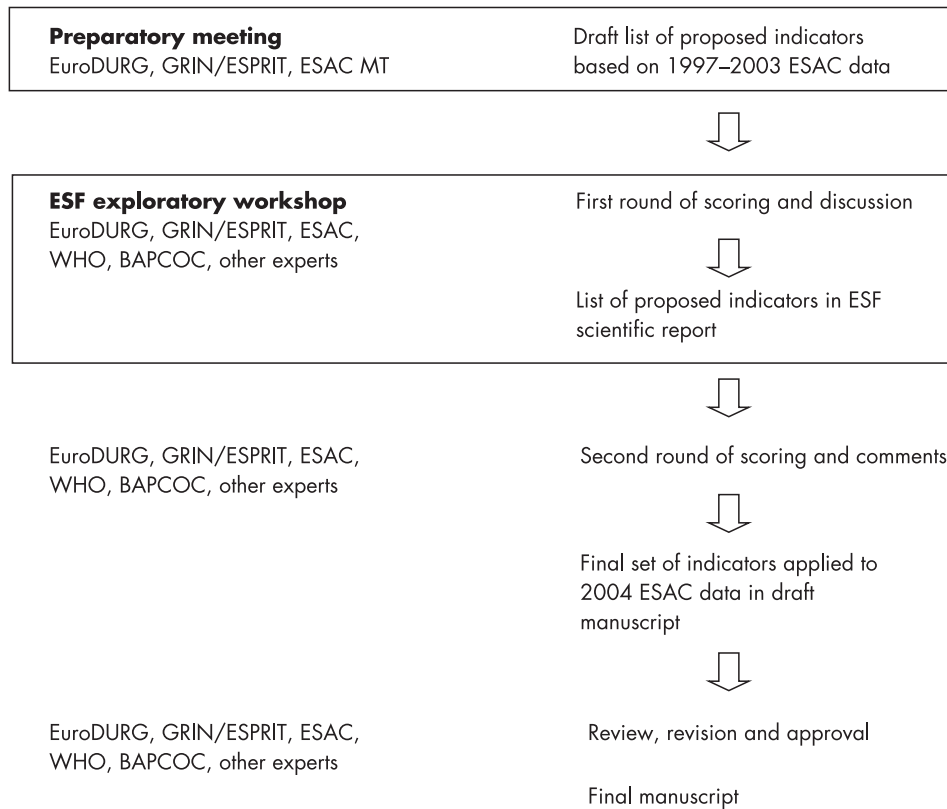 Preparatory meeting
EuroDURG, GRIN/ESPRIT, ESAC MT
Draft list of proposed indicators
based on 1997–2003 ESAC data
ESF exploratory workshop
EuroDURG, GRIN/ESPRIT, ESAC,
WHO, BAPCOC, other experts
First round of scoring and discussion
List of proposed indicators in ESF
scientific report
EuroDURG, GRIN/ESPRIT, ESAC,
WHO, BAPCOC, other experts
Second round of scoring and comments
Final set of indicators applied to
2004 ESAC data in draft
manuscript
EuroDURG, GRIN/ESPRIT, ESAC,
WHO, BAPCOC, other experts
Review, revision and approval
Final manuscript